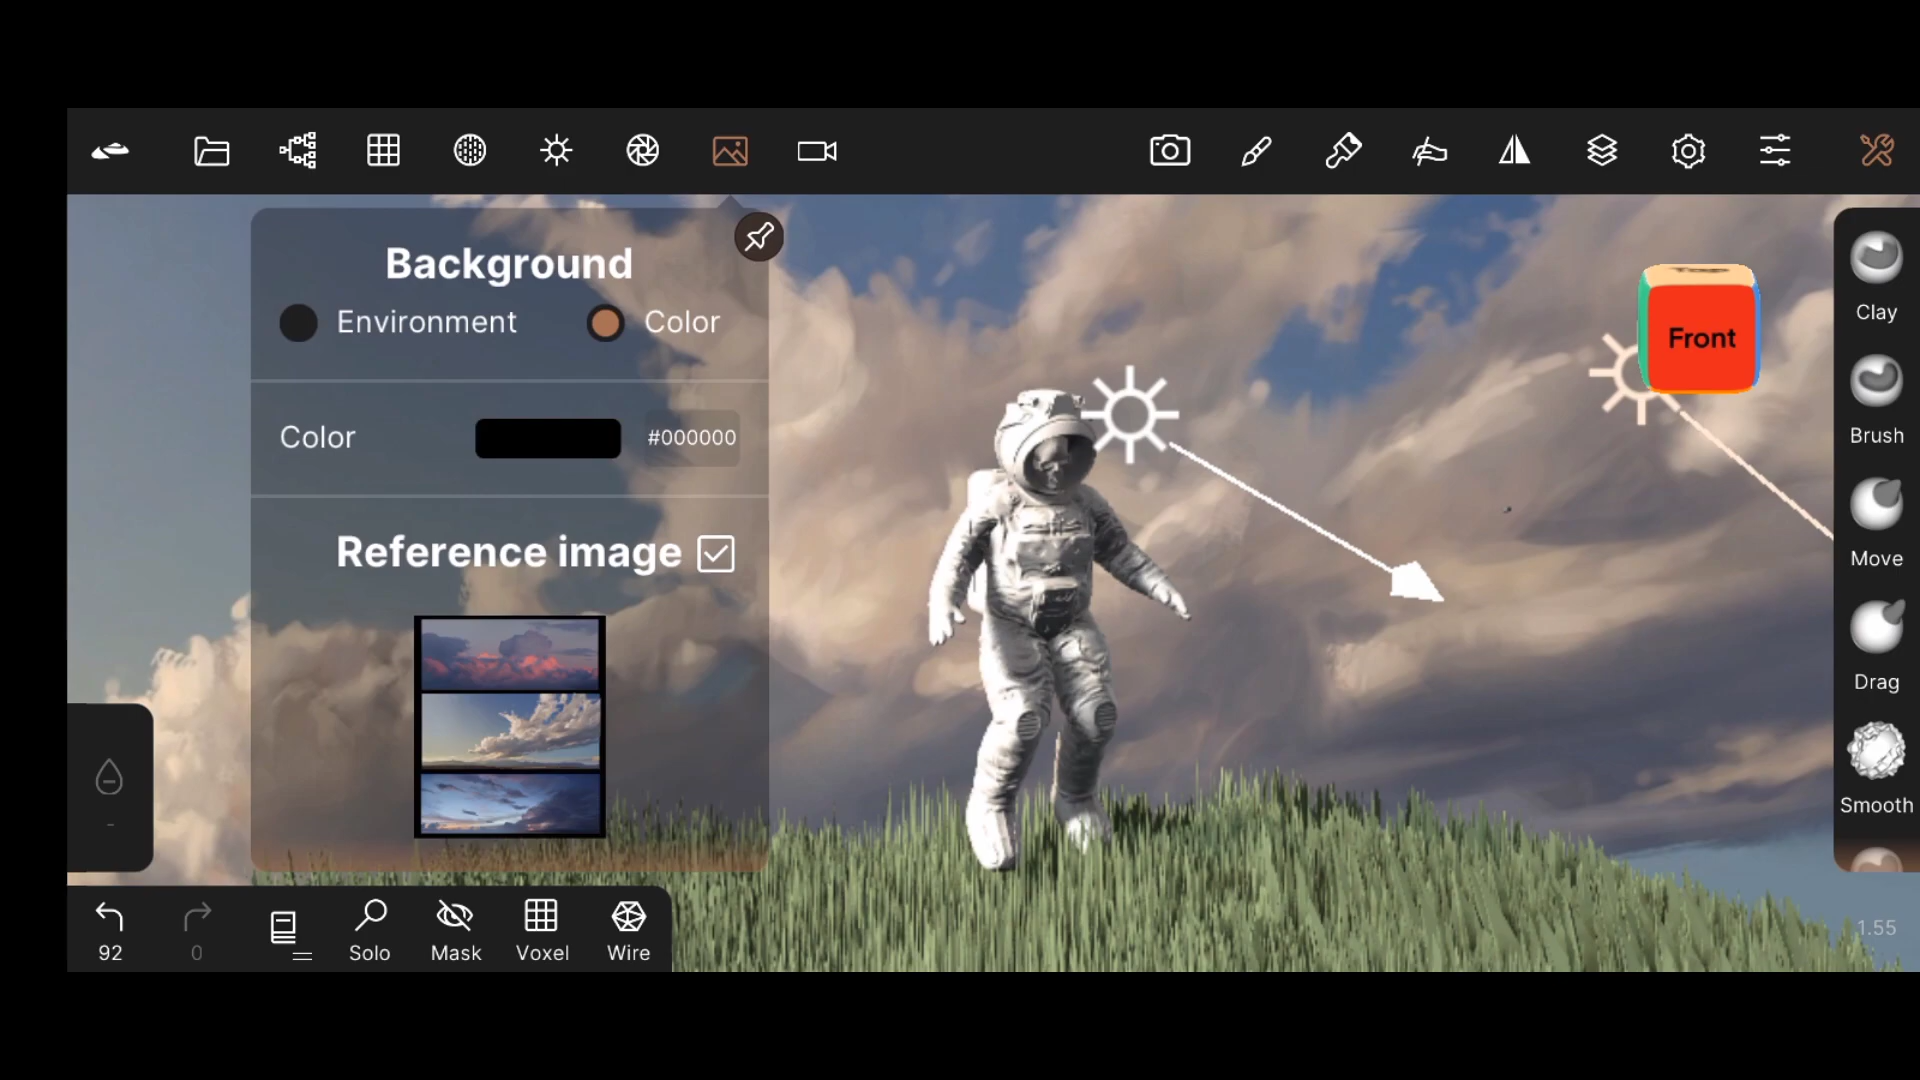 Background
Environment
Color
Color
#000000
Reference image
Top
Front
Clay
Brush
Move
Drag
Smooth
-
92
0
Solo
Mask
Voxel
Wire
1.55